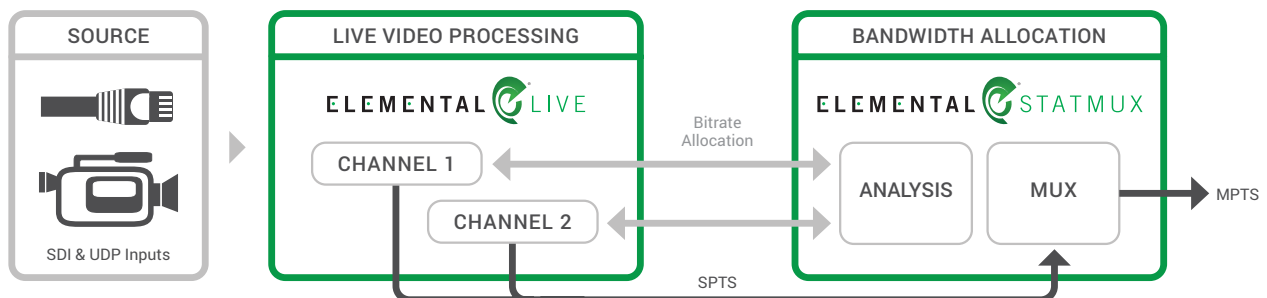 SOURCE
SDI & UDP Inputs
LIVE VIDEO PROCESSING
ELEMENTAL LIVE
CHANNEL 1
CHANNEL 2
Bitrate
Allocation
SPTS
BANDWIDTH ALLOCATION
ELEMENTAL STATMUX
ANALYSIS
MUX
MPTS